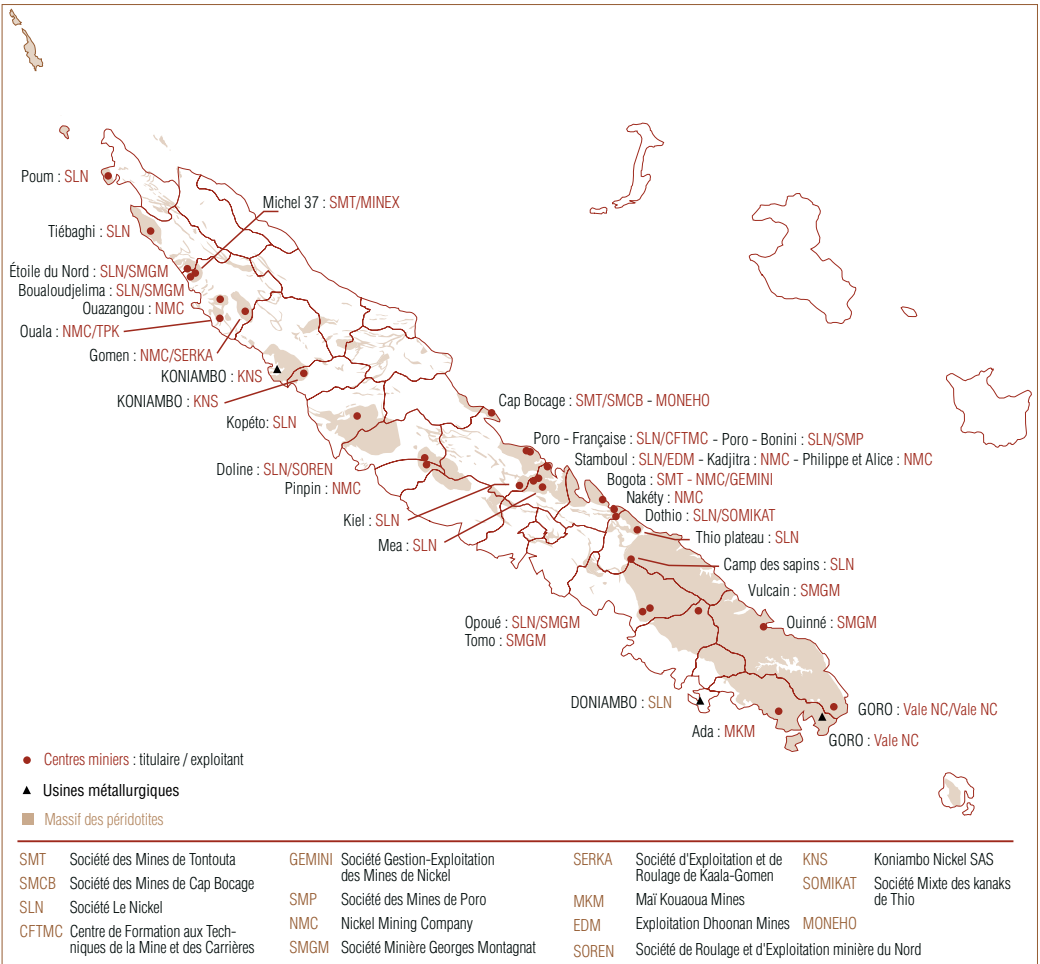 Poum : SLN
Michel 37 : SMT/MINEX
Tiébaghi : SLN
Étoile du Nord : SLN/SMGM
Boualoudjelima : SLN/SMGM
Ouazangou : NMC
Ouala : NMC/TPK
Gomen : NMC/SERKA
KONIAMBO : KNS
KONIAMBO : KNS
Cap Bocage : SMT/SMCB - MONEHO
Kopéto: SLN
Poro - Française : SLN/CFTMC - Poro - Bonini : SLN/SMP
Stamboul : SLN/EDM - Kadjitra : NMC - Philippe et Alice : NMC
Doline : SLN/SOREN
Bogota : SMT - NMC/GEMINI
Pinpin : NMC
Nakéty : NMC
Dothio : SLN/SOMIKAT
Kiel : SLN
Thio plateau : SLN
Mea : SLN
Camp des sapins : SLN
Vulcain : SMGM
Opoué : SLN/SMGM
Ouinné : SMGM
Tomo : SMGM
DONIAMBO : SLN
GORO : Vale NC/Vale NC
Ada : MKM
GORO : Vale NC
Centres miniers : titulaire / exploitant
Usines métallurgiques
Massif des péridotites
SMT Société des Mines de Tontouta
SMCB Société des Mines de Cap Bocage
SLN Société Le Nickel
CFTMC Centre de Formation aux Tech-
niques de la Mine et des Carrières
GEMINI Société Gestion-Exploitation
des Mines de Nickel
SMP Société des Mines de Poro
NMC Nickel Mining Company
SMGM Société Minière Georges Montagnat
SERKA Société d'Exploitation et de
Roulage de Kaala-Gomen
MKM Maï Kouaoua Mines
EDM Exploitation Dhoonan Mines
SOREN Société de Roulage et d'Exploitation minière du Nord
KNS Koniambo Nickel SAS
SOMIKAT Société Mixte des kanaks
de Thio
MONEHO